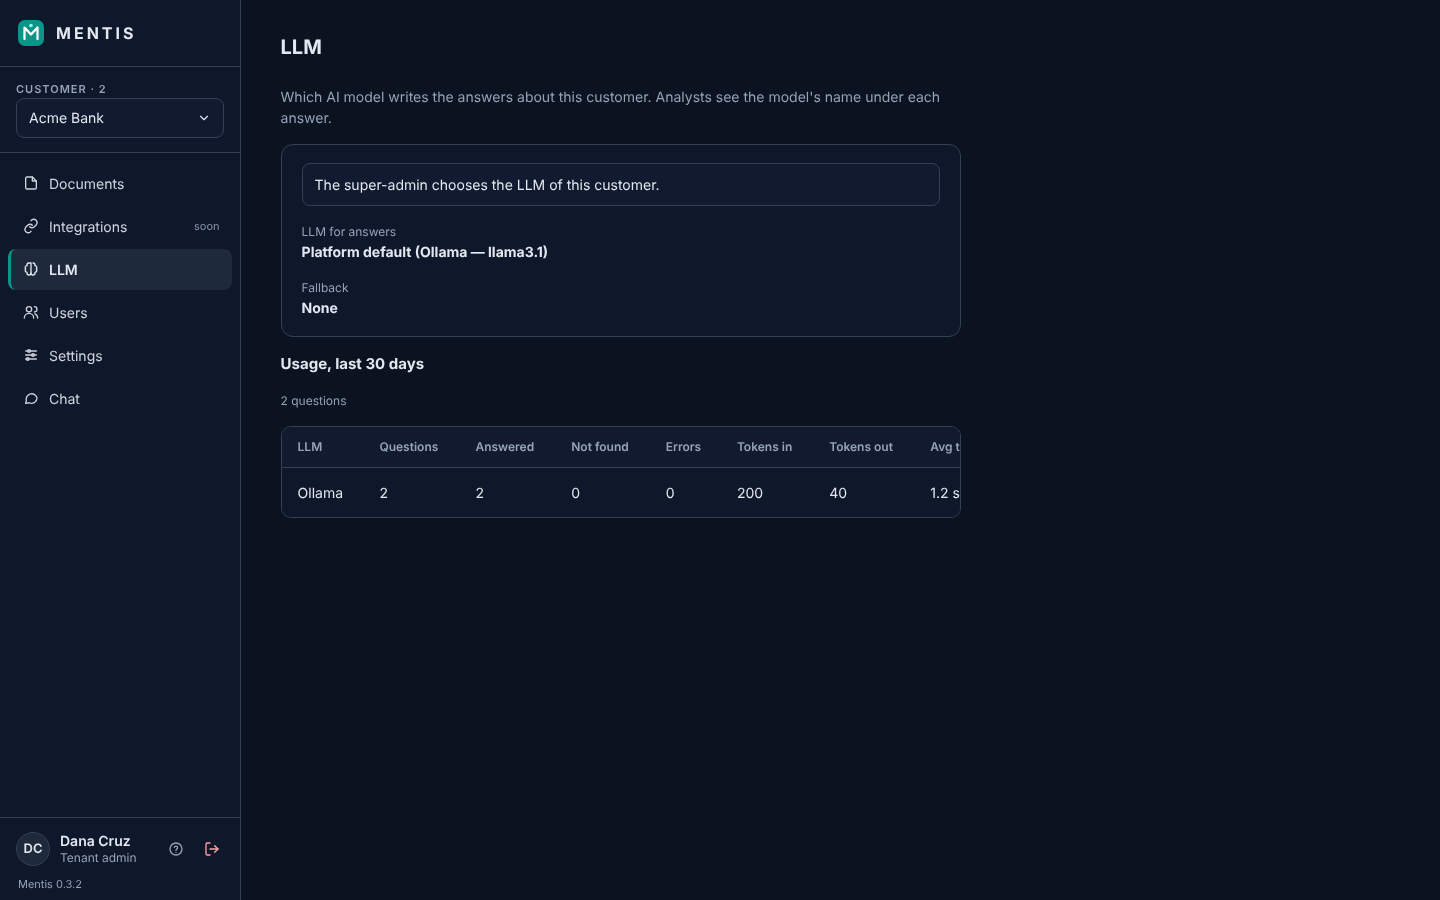 MENTIS
CUSTOMER · 2
Acme Bank
Documents
Integrations soon
LLM
Users
Settings
Chat
DC
Dana Cruz
Tenant admin
Mentis 0.3.2
LLM
Which AI model writes the answers about this customer. Analysts see the model's name under each
answer.
The super-admin chooses the LLM of this customer.
LLM for answers
Platform default (Ollama — llama3.1)
Fallback
None
Usage, last 30 days
2 questions
LLM Questions Answered Not found Errors Tokens in Tokens out Avg t
Ollama 2 2 0 0 200 40 1.2 s